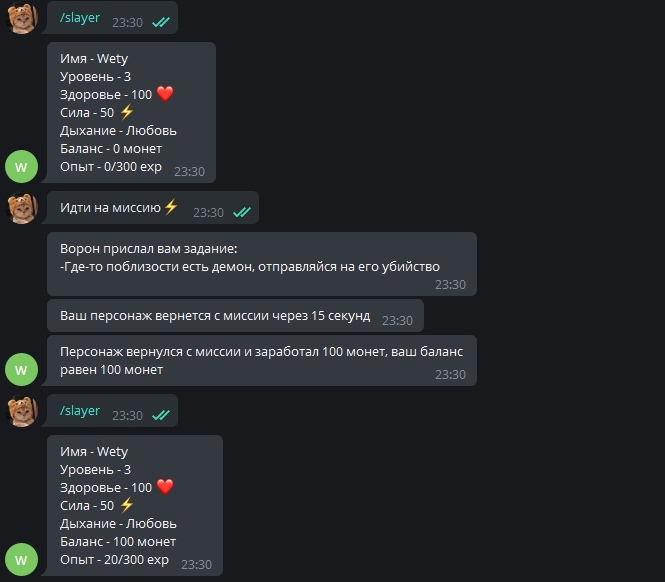 /slayer 23:30
Имя - Wety
Уровень - 3
Здоровье - 100 ❤️
Сила - 50 ⚡
Дыхание - Любовь
Баланс - 0 монет
Опыт - 0/300 exp 23:30
W
Идти на миссию ⚡ 23:30
Ворон прислал вам задание:
-Где-то поблизости есть демон, отправляйся на его убийство
23:30
Ваш персонаж вернется с миссии через 15 секунд 23:30
Персонаж вернулся с миссии и заработал 100 монет, ваш баланс
равен 100 монет 23:30
W
/slayer 23:30
Имя - Wety
Уровень - 3
Здоровье - 100 ❤️
Сила - 50 ⚡
Дыхание - Любовь
Баланс - 100 монет
Опыт - 20/300 exp 23:30
W